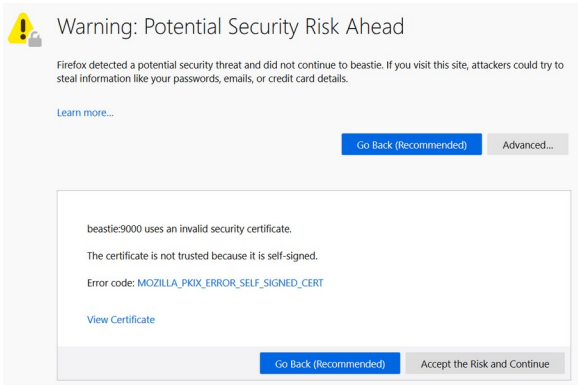 Warning: Potential Security Risk Ahead
Firefox detected a potential security threat and did not continue to beastie. If you visit this site, attackers could try to
steal information like your passwords, emails, or credit card details.
Learn more...
Go Back (Recommended) Advanced...
beastie:9000 uses an invalid security certificate.
The certificate is not trusted because it is self-signed.
Error code: MOZILLA_PKIX_ERROR_SELF_SIGNED_CERT
View Certificate
Go Back (Recommended) Accept the Risk and Continue